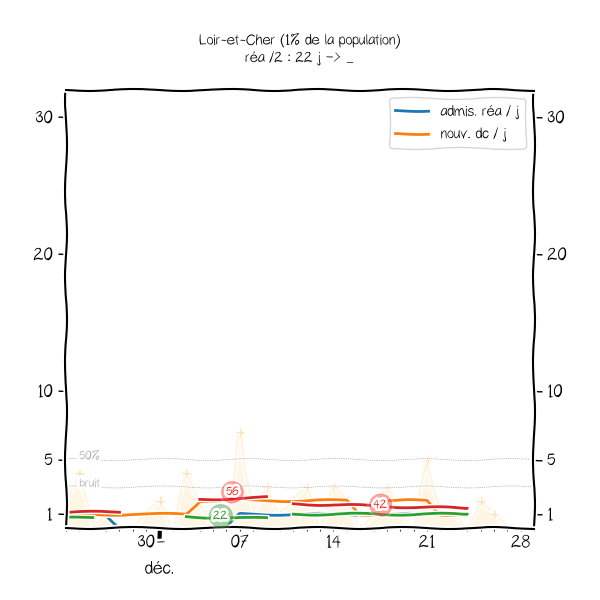 Loir-et-Cher (1% de la population)
réa /2 : 22 j -> _
admis. réa / j
nouv. dc / j
30 30
20 20
10 10
50%
5 5
bruit
56
42
22
1 1
30 07 14 21 28
déc.